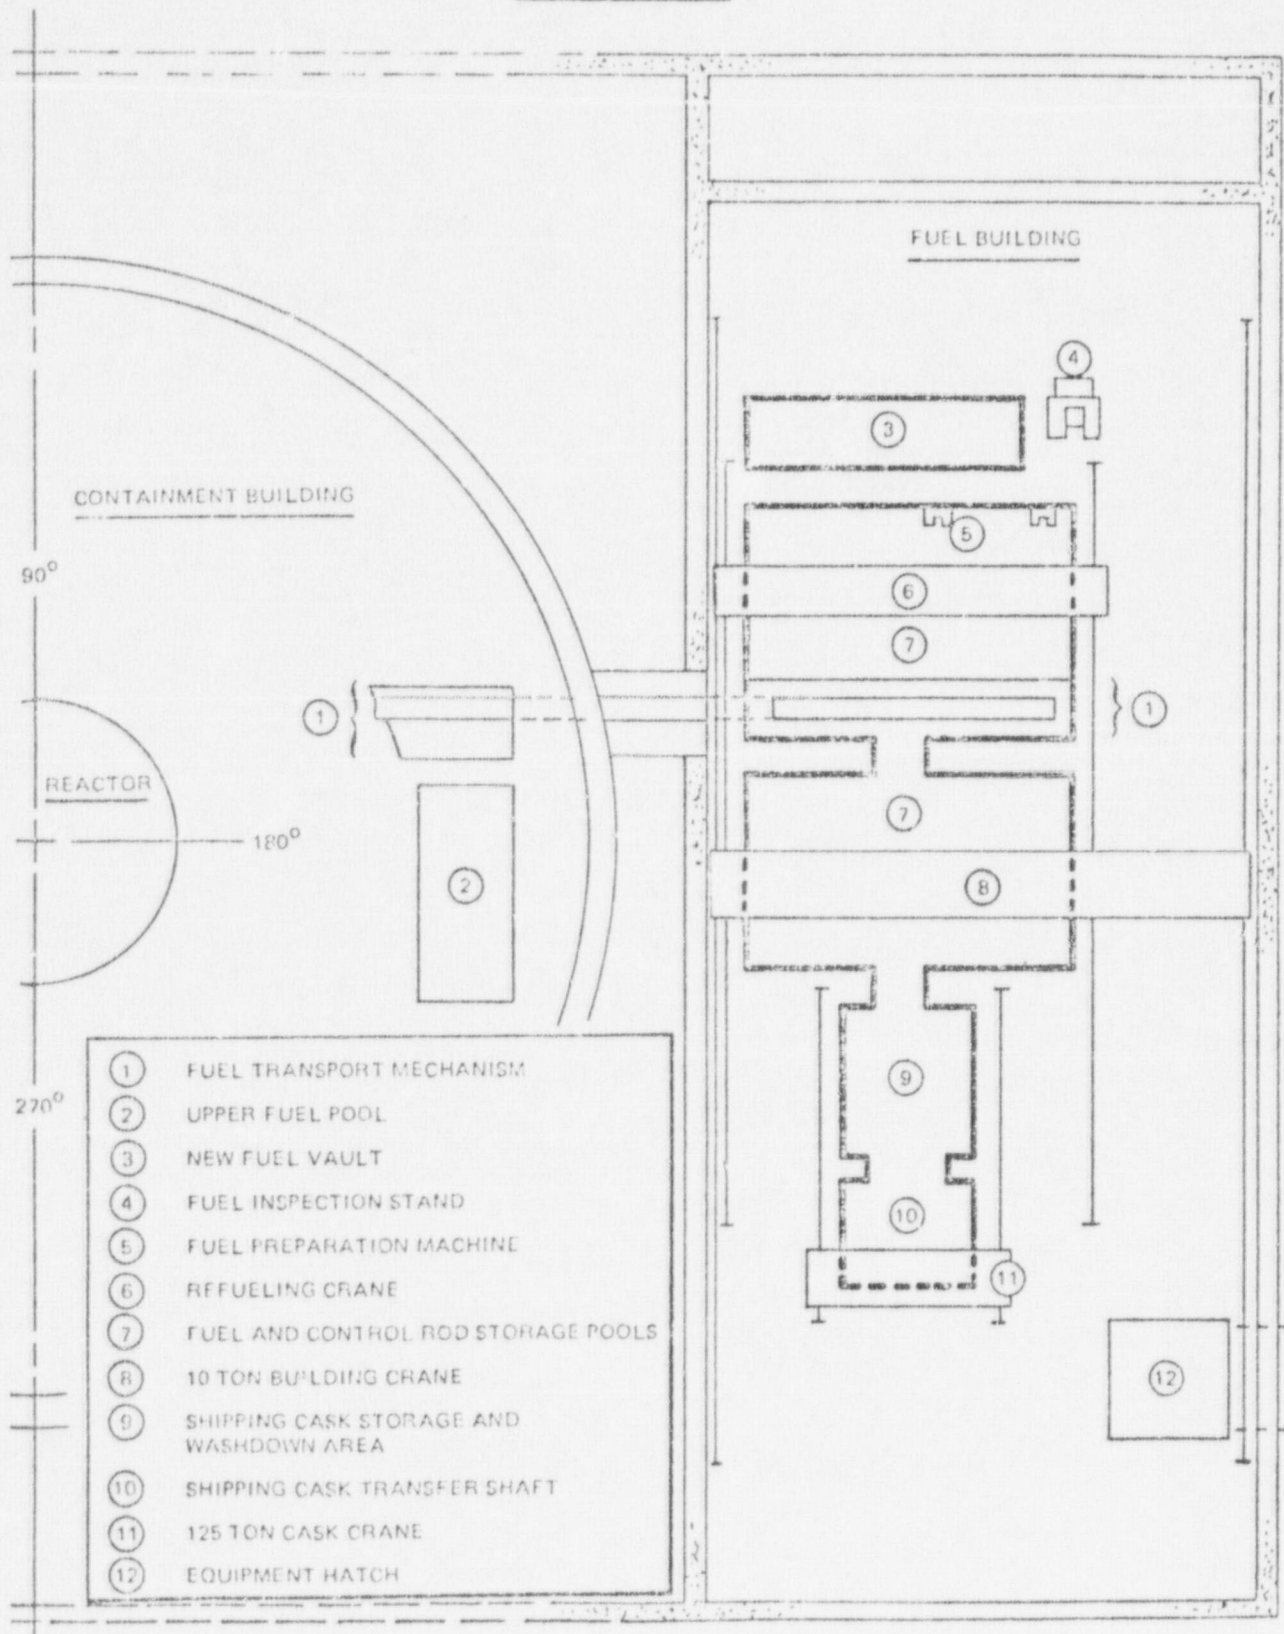 FUEL BUILDING
4
3
CONTAINMENT BUILDING
5
90°
6
7
1
1
REACTOR
7
180°
2
8
9
270°
10
11
12
1 FUEL TRANSPORT MECHANISM
2 UPPER FUEL POOL
3 NEW FUEL VAULT
4 FUEL INSPECTION STAND
5 FUEL PREPARATION MACHINE
6 REFUELING CRANE
7 FUEL AND CONTROL ROD STORAGE POOLS
8 10 TON BUILDING CRANE
9 SHIPPING CASK STORAGE AND
WASHDOWN AREA
10 SHIPPING CASK TRANSFER SHAFT
11 125 TON CASK CRANE
12 EQUIPMENT HATCH